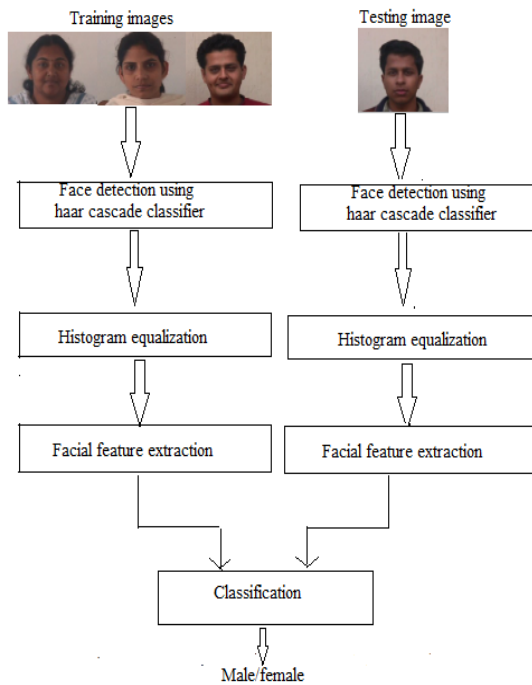 Training images
Testing image
Face detection using
haar cascade classifier
Face detection using
haar cascade classifier
Histogram equalization
Histogram equalization
Facial feature extraction
Facial feature extraction
Classification
Male/female